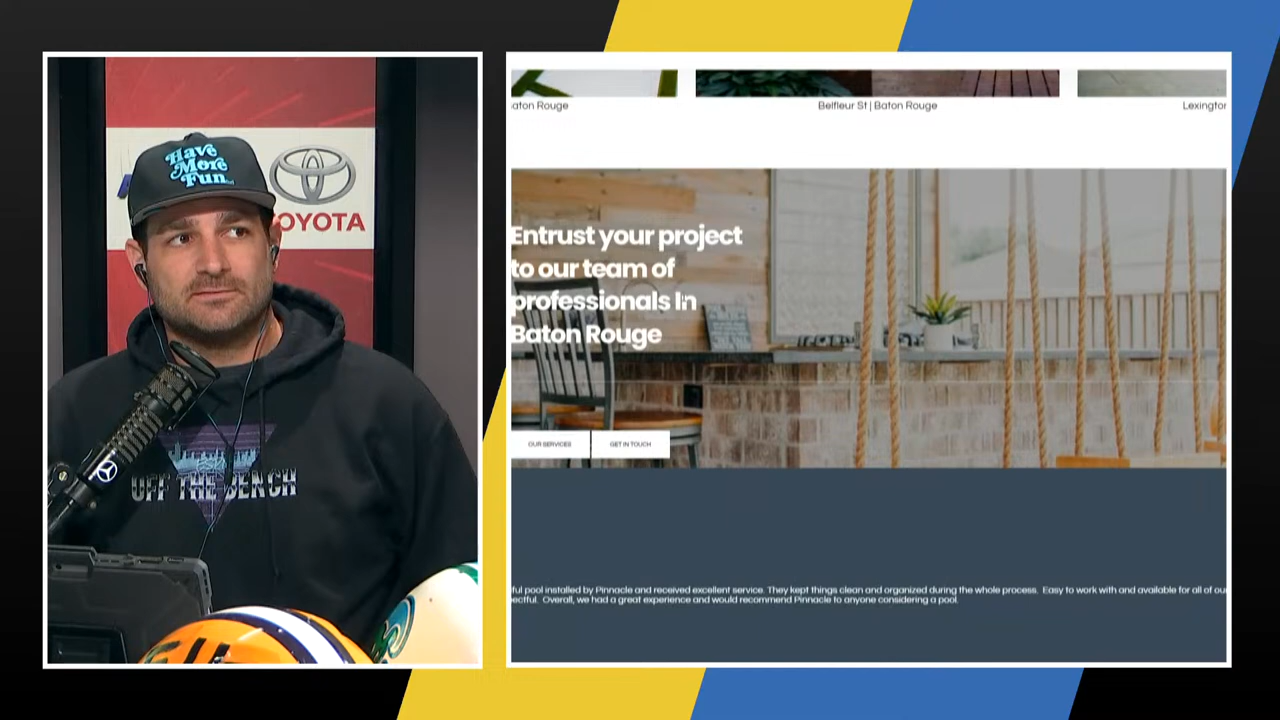 Have
More
Fun
TOYOTA
OFF THE BENCH
aton Rouge
Belfleur St | Baton Rouge
Lexington
Entrust your project
to our team of
professionals In
Baton Rouge
OUR SERVICES
GET IN TOUCH
ful pool installed by Pinnacle and received excellent service. They kept things clean and organized during the whole process. Easy to work with and available for all of ou
ectful. Overall, we had a great experience and would recommend Pinnacle to anyone considering a pool.